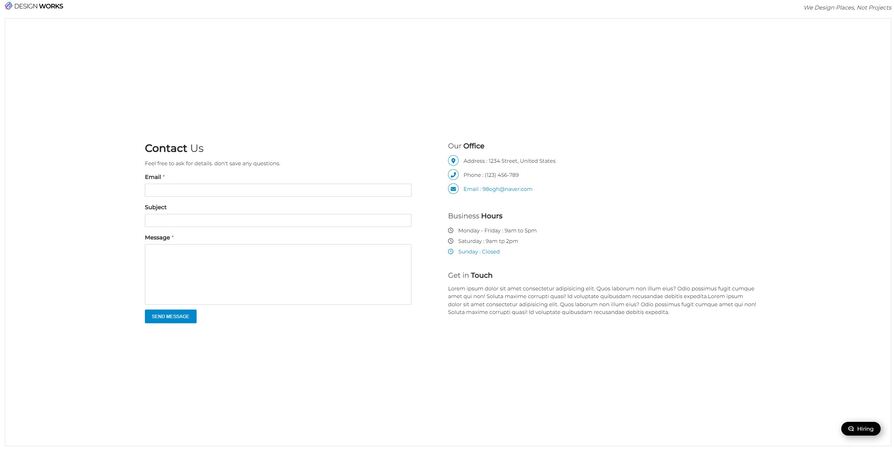 DESIGN WORKS
We Design Places, Not Projects
Contact Us
Feel free to ask for details. don't save any questions.
Email *
Subject
Message *
SEND MESSAGE
Our Office
Address : 1234 Street, United States
Phone : (123) 456-789
Email : 98ogh@naver.com
Business Hours
Monday - Friday : 9am to 5pm
Saturday : 9am tp 2pm
Sunday : Closed
Get in Touch
Lorem ipsum dolor sit amet consectetur adipisicing elit. Quos laborum non illum eius? Odio possimus fugit cumque
amet qui non! Soluta maxime corrupti quasi! Id voluptate quibusdam recusandae debitis expedita.Lorem ipsum
dolor sit amet consectetur adipisicing elit. Quos laborum non illum eius? Odio possimus fugit cumque amet qui non!
Soluta maxime corrupti quasi! Id voluptate quibusdam recusandae debitis expedita.
Hiring